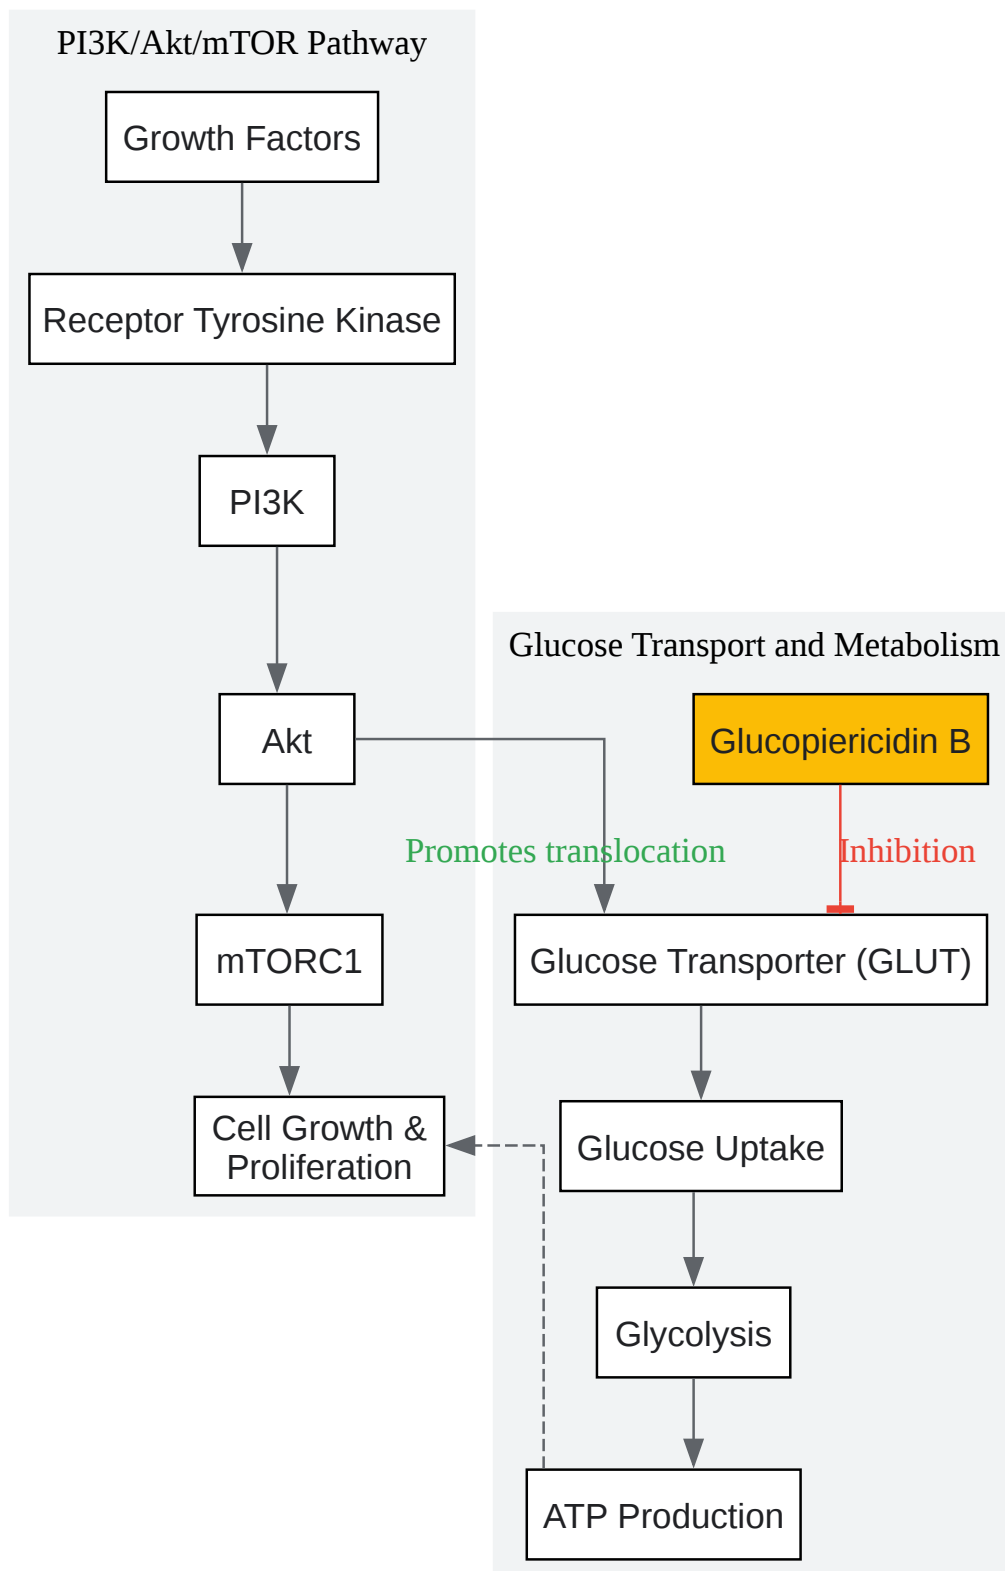 PI3K/Akt/mTOR Pathway
Growth Factors
Receptor Tyrosine Kinase
PI3K
Glucose Transport and Metabolism
Akt
Glucopiericidin B
Promotes translocation
Inhibition
mTORC1
Glucose Transporter (GLUT)
Cell Growth &
Proliferation
Glucose Uptake
Glycolysis
ATP Production